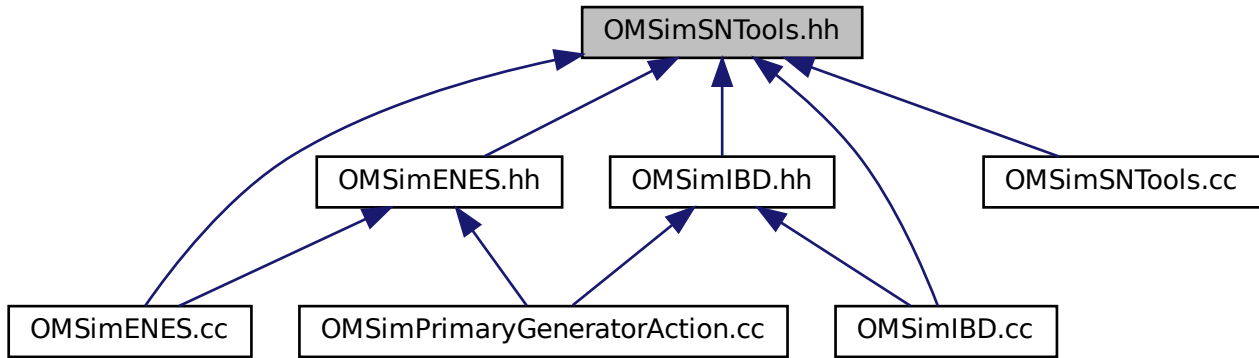 OMSimSNTools.hh
OMSimENES.hh
OMSimIBD.hh
OMSimSNTools.cc
OMSimENES.cc
OMSimPrimaryGeneratorAction.cc
OMSimIBD.cc